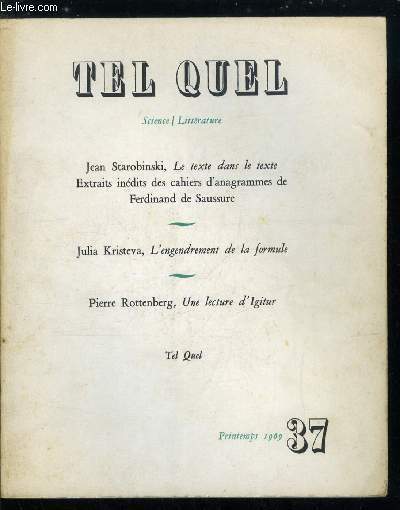 www.le-livre.com
TEL QUEL
Science / Littérature
Jean Starobinski, Le texte dans le texte
Extraits inédits des cahiers d'anagrammes de
Ferdinand de Saussure
Julia Kristeva, L'engendrement de la formule
Pierre Rottenberg, Une lecture d'Igitur
Tel Quel
Printemps 1969 37